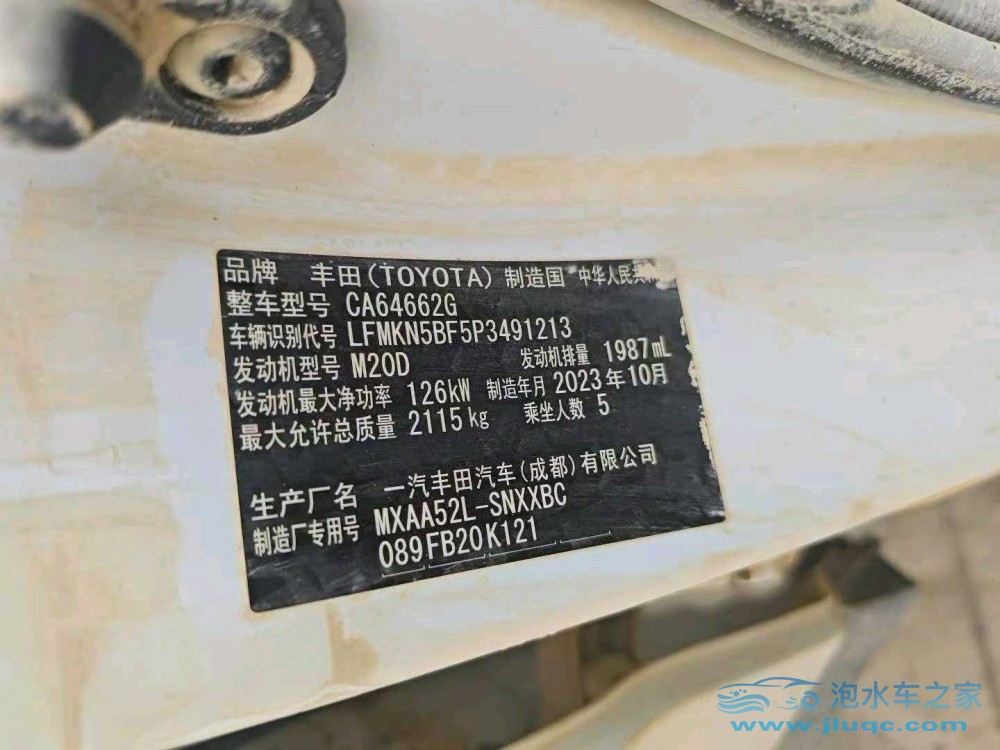 品牌 丰田(TOYOTA) 制造国 中华人民共和
整车型号 CA64662G
车辆识别代号 LFMKN5BF5P3491213
发动机型号 M20D 发动机排量 1987mL
发动机最大净功率 126kW 制造年月 2023年10月
最大允许总质量 2115kg 乘坐人数 5
生产厂名 一汽丰田汽车(成都)有限公司
制造厂专用号 MXAA52L-SNXXBC
089FB20K121
泡水车之家
www.jluqc.com